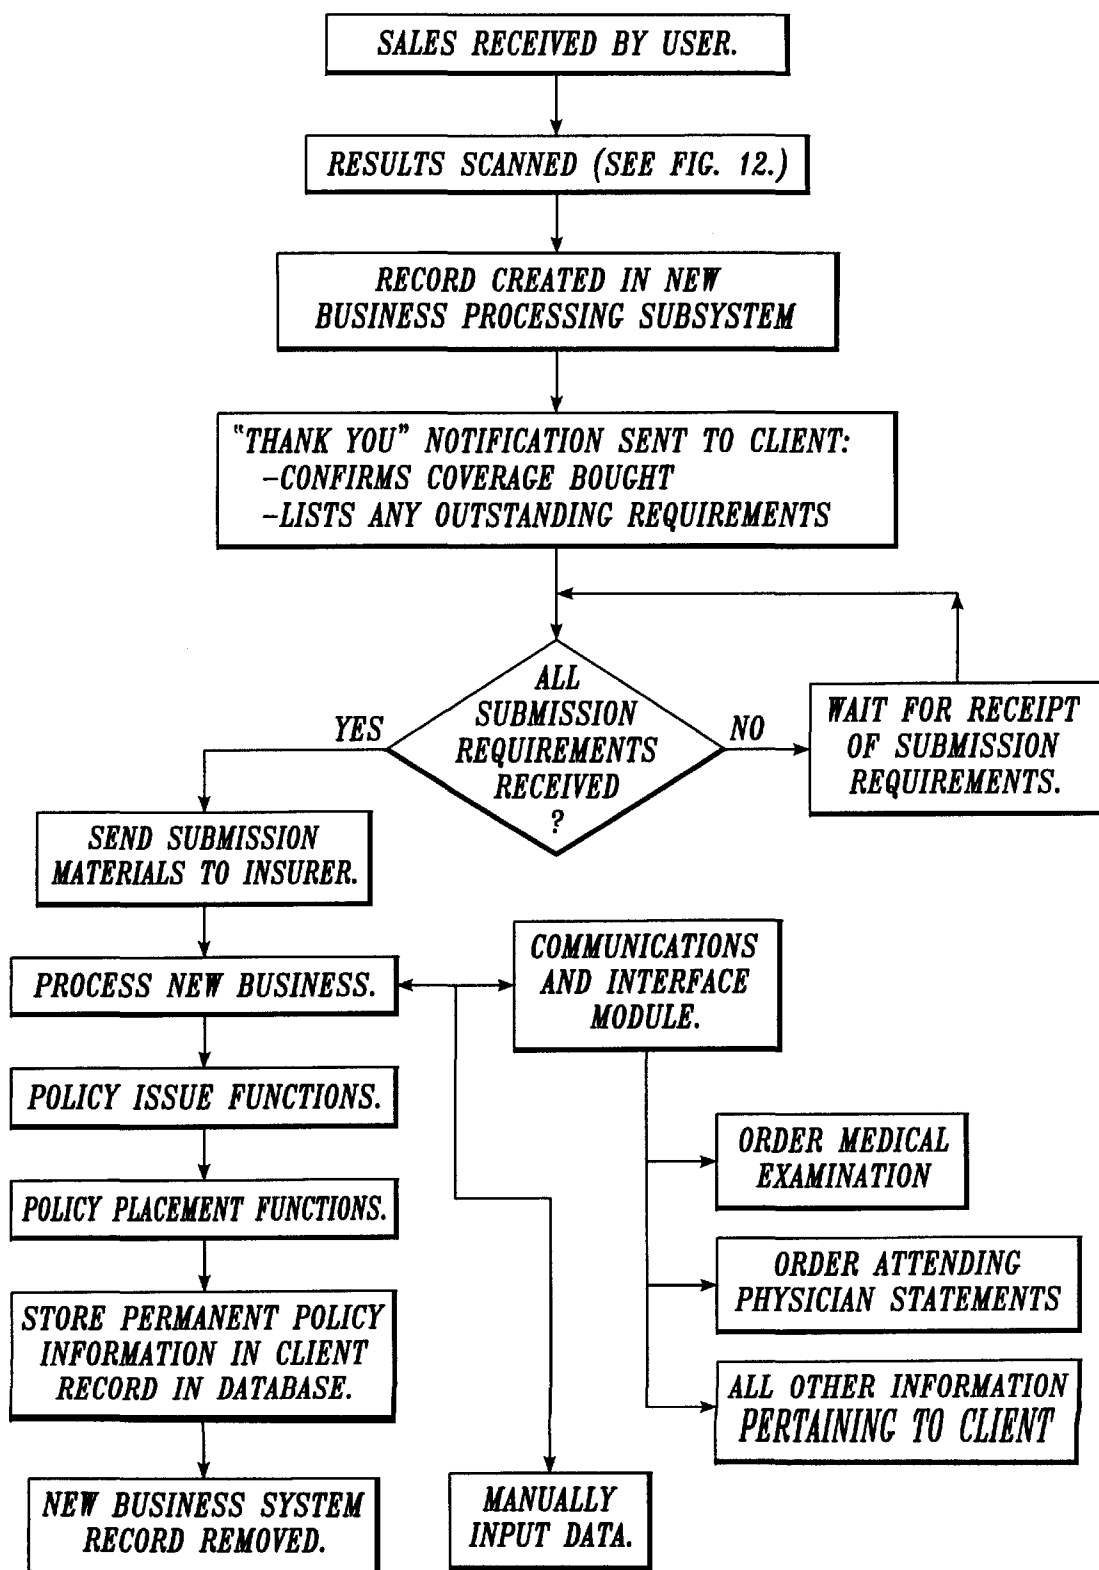 SALES RECEIVED BY USER.
RESULTS SCANNED (SEE FIG. 12.)
RECORD CREATED IN NEW
BUSINESS PROCESSING SUBSYSTEM
"THANK YOU" NOTIFICATION SENT TO CLIENT:
-CONFIRMS COVERAGE BOUGHT
-LISTS ANY OUTSTANDING REQUIREMENTS
ALL
SUBMISSION
REQUIREMENTS
RECEIVED
?
YES
NO
WAIT FOR RECEIPT
OF SUBMISSION
REQUIREMENTS.
SEND SUBMISSION
MATERIALS TO INSURER.
PROCESS NEW BUSINESS.
COMMUNICATIONS
AND INTERFACE
MODULE.
POLICY ISSUE FUNCTIONS.
ORDER MEDICAL
EXAMINATION
POLICY PLACEMENT FUNCTIONS.
ORDER ATTENDING
PHYSICIAN STATEMENTS
STORE PERMANENT POLICY
INFORMATION IN CLIENT
RECORD IN DATABASE.
ALL OTHER INFORMATION
PERTAINING TO CLIENT
NEW BUSINESS SYSTEM
RECORD REMOVED.
MANUALLY
INPUT DATA.